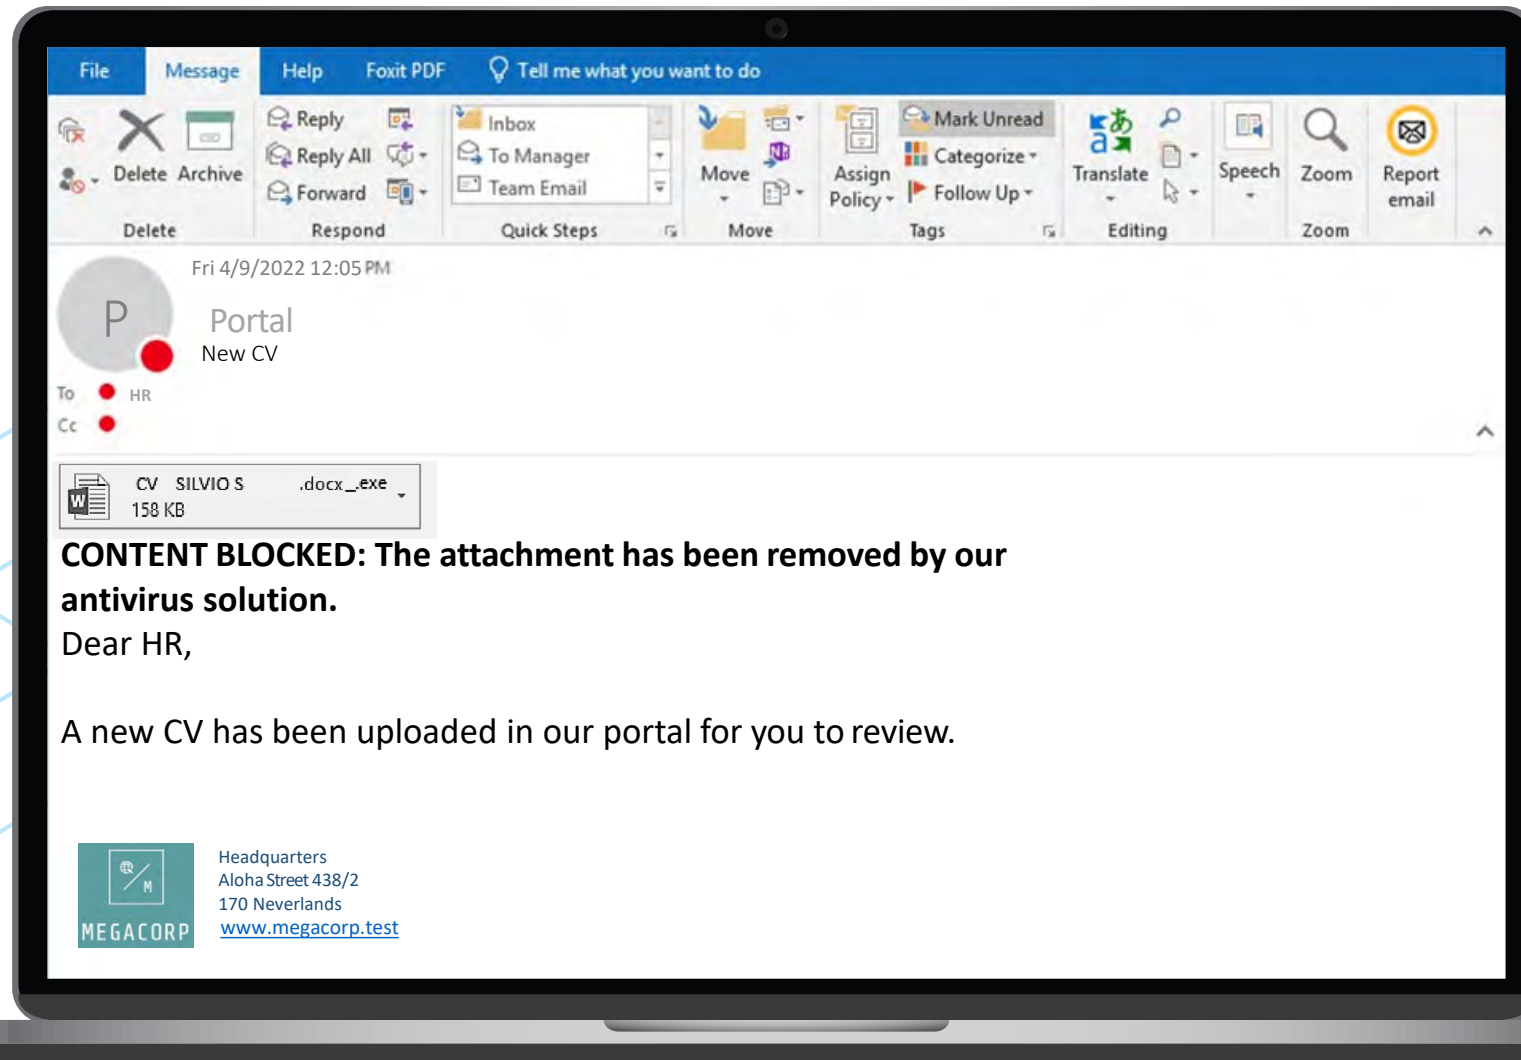 File Message Help Foxit PDF Tell me what you want to do
Delete Archive
Reply
Reply All
Forward
Inbox
To Manager
Team Email
Move
Assign Policy
Mark Unread
Categorize
Follow Up
Translate
Speech
Zoom
Report email
Delete Respond Quick Steps Move Tags Editing Zoom
Fri 4/9/2022 12:05 PM
P
Portal
New CV
To HR
Cc
CV SILVIO S .docx_.exe
158 KB
CONTENT BLOCKED: The attachment has been removed by our
antivirus solution.
Dear HR,
A new CV has been uploaded in our portal for you to review.
M
MEGACORP
Headquarters
Aloha Street 438/2
170 Neverlands
www.megacorp.test